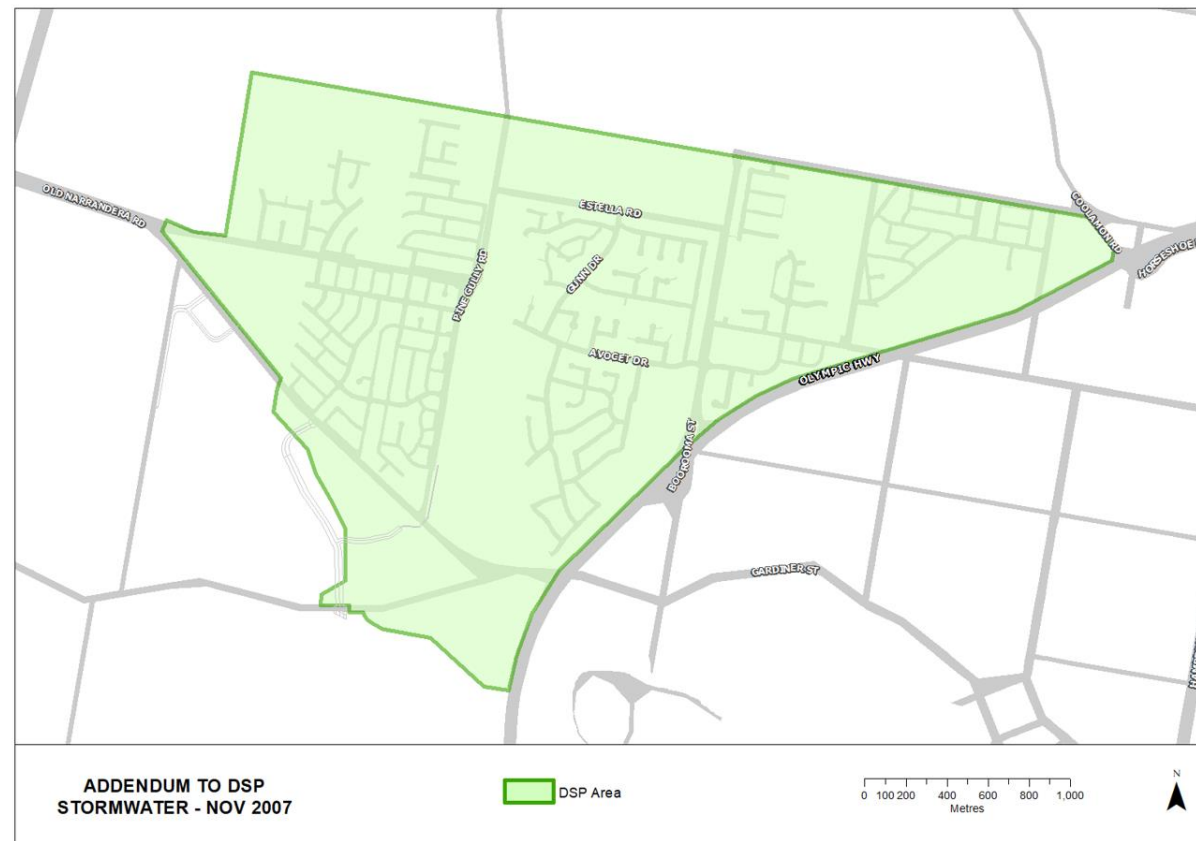 OLD NARRANDERA RD
ESTELLA RD
COOLAMON RD
PINE GULLY RD
GUNN DR
AVOCET DR
OLYMPIC HWY
BOOROOMA ST
GARDINER ST
ADDENDUM TO DSP
STORMWATER - NOV 2007
DSP Area
0 100 200 400 600 800 1,000
Metres
N